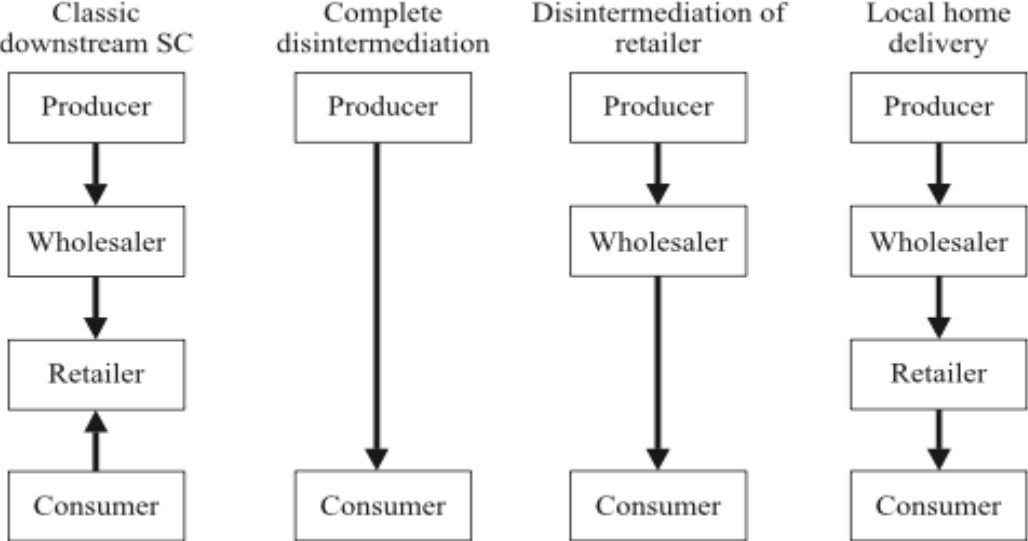 Classic
downstream SC
Producer
Wholesaler
Retailer
Consumer
Complete
disintermediation
Producer
Consumer
Disintermediation of
retailer
Producer
Wholesaler
Consumer
Local home
delivery
Producer
Wholesaler
Retailer
Consumer